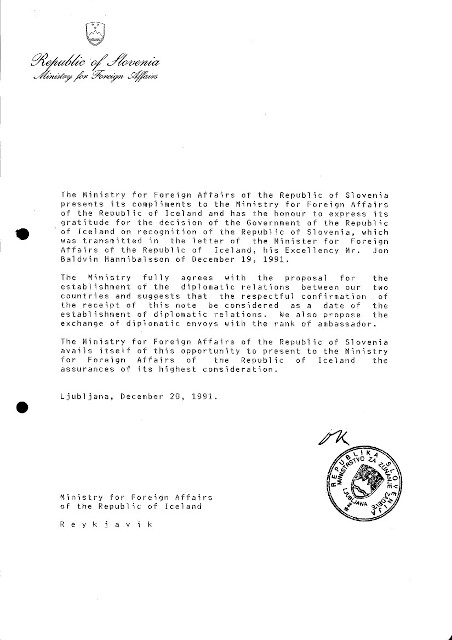 Republic of Slovenia
Ministry for Foreign Affairs
The Ministry for Foreign Affairs of the Republic of Slovenia
presents its compliments to the Ministry for Foreign Affairs
of the Republic of Iceland and has the honour to express its
gratitude for the decision of the Government of the Republic
of Iceland on recognition of the Republic of Slovenia, which
was transmitted in the letter of the Minister for Foreign
Affairs of the Republic of Iceland, his Excellency Mr. Jon
Baldvin Hannibalsson of December 19, 1991.
The Ministry fully agrees with the proposal for the
establishment of the diplomatic relations between our two
countries and suggests that the respectful confirmation of
the receipt of this note be considered as a date of the
establishment of diplomatic relations. We also propose the
exchange of diplomatic envoys with the rank of ambassador.
The Ministry for Foreign Affairs of the Republic of Slovenia
avails itself of this opportunity to present to the Ministry
for Foreign Affairs of the Republic of Iceland the
assurances of its highest consideration.
Ljubljana, December 20, 1991.
REPUBLIKA SLOVENIJA
MINISTRSTVO ZA ZUNANJE ZADEVE
LJUBLJANA
Ministry for Foreign Affairs
of the Republic of Iceland
R e y k j a v i k